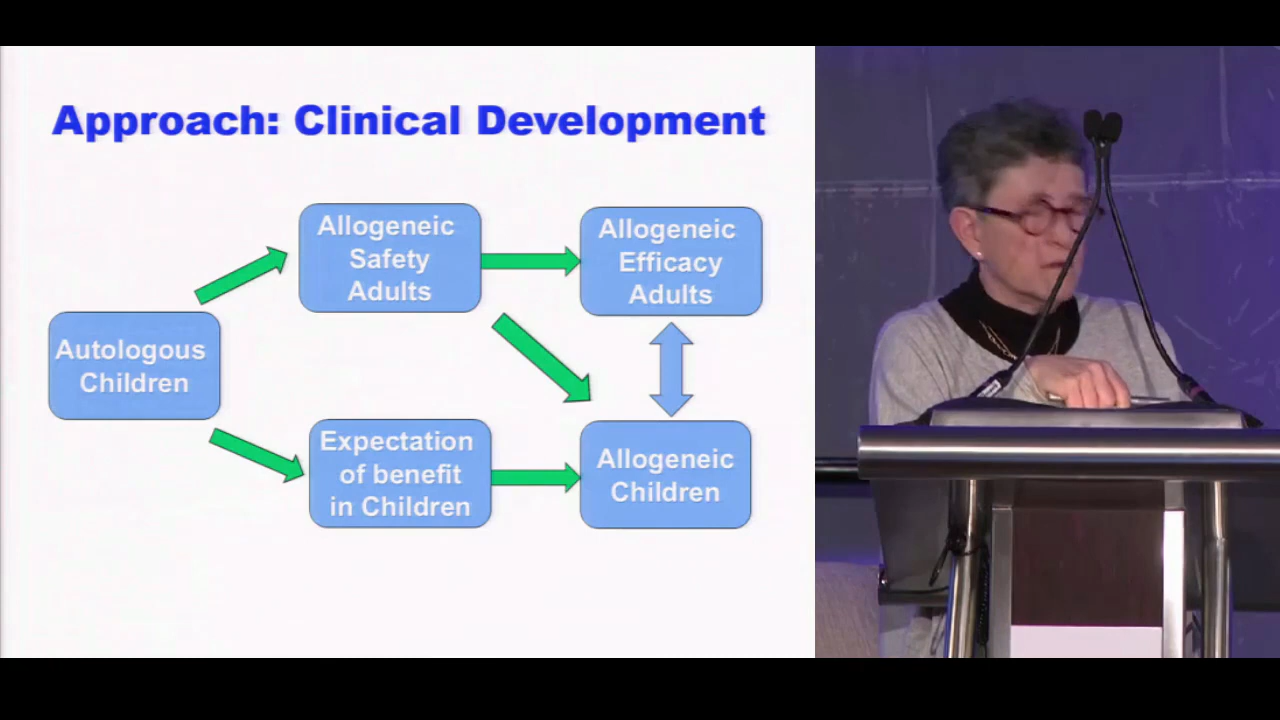 Approach: Clinical Development
Allogeneic
Safety
Adults
Allogeneic
Efficacy
Adults
Autologous
Children
Expectation
of benefit
in Children
Allogeneic
Children